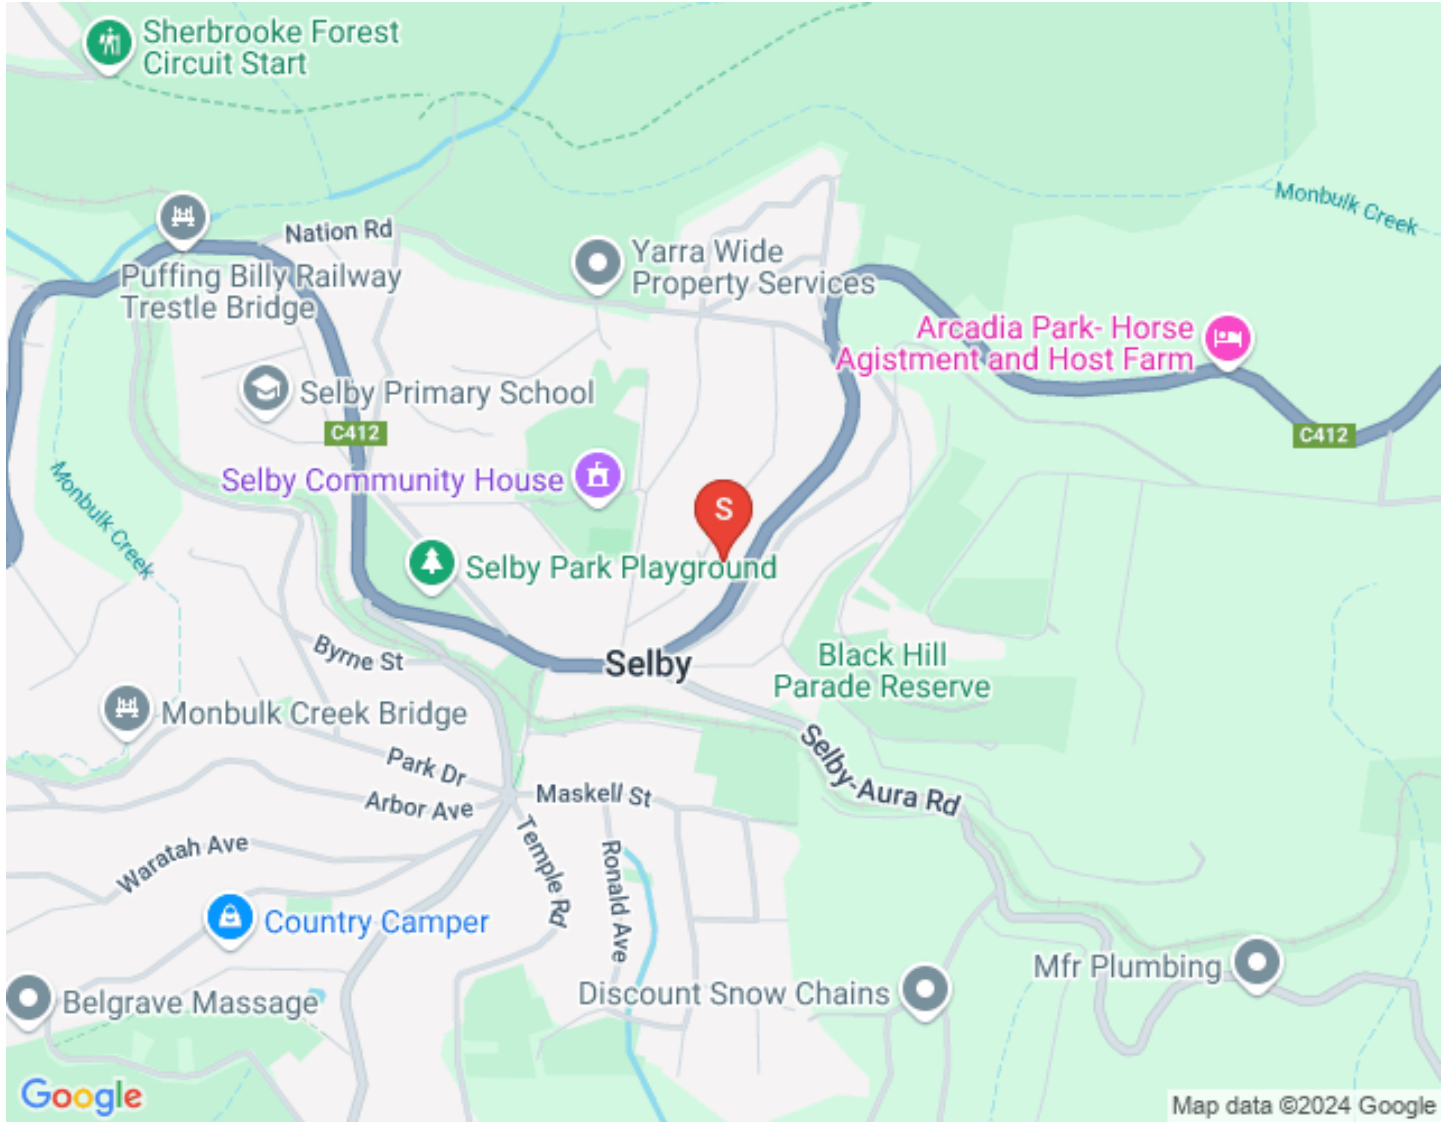 Sherbrooke Forest
Circuit Start
Monbulk Creek
Nation Rd
Yarra Wide
Property Services
Puffing Billy Railway
Trestle Bridge
Arcadia Park- Horse
Agistment and Host Farm
Selby Primary School
C412
C412
Selby Community House
Monbulk Creek
S
Selby Park Playground
Byrne St
Selby
Black Hill
Parade Reserve
Monbulk Creek Bridge
Selby-Aura Rd
Park Dr
Arbor Ave
Maskell St
Waratah Ave
Temple Rd
Ronald Ave
Country Camper
Mfr Plumbing
Discount Snow Chains
Belgrave Massage
Google
Map data ©2024 Google